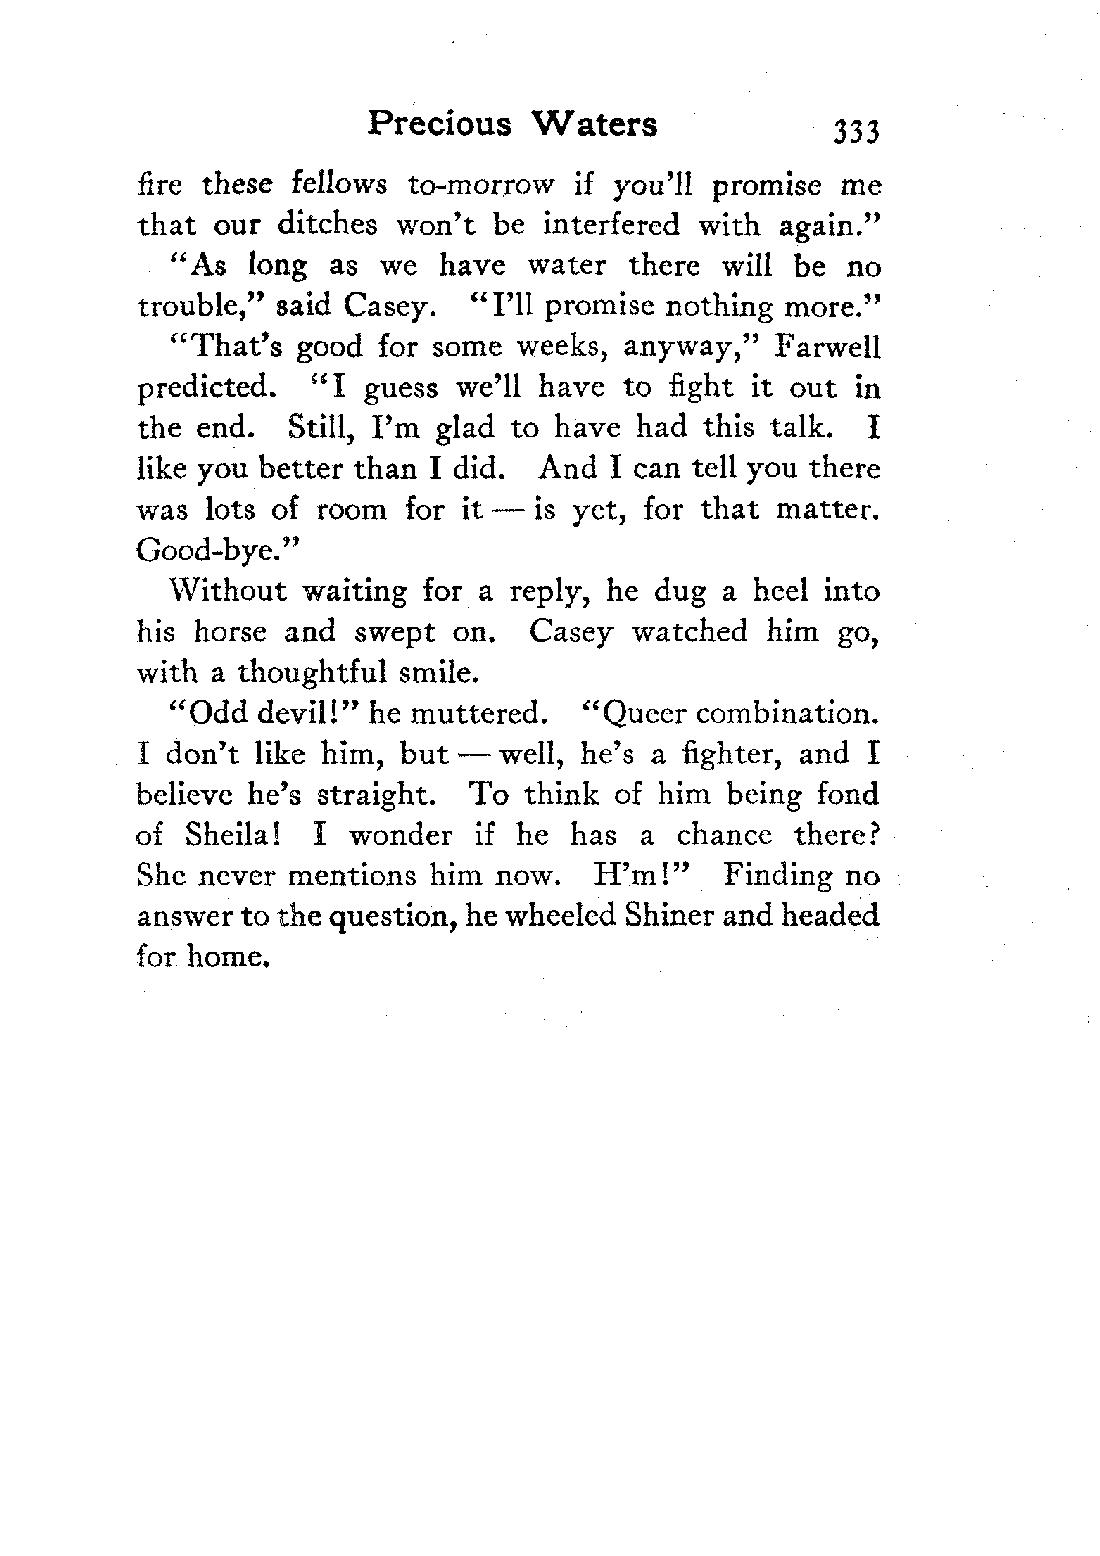 Precious Waters 333
fire these fellows to-morrow if you'll promise me
that our ditches won't be interfered with again."
"As long as we have water there will be no
trouble," said Casey. "I'll promise nothing more."
"That's good for some weeks, anyway," Farwell
predicted. "I guess we'll have to fight it out in
the end. Still, I'm glad to have had this talk. I
like you better than I did. And I can tell you there
was lots of room for it — is yet, for that matter.
Good-bye."
Without waiting for a reply, he dug a heel into
his horse and swept on. Casey watched him go,
with a thoughtful smile.
"Odd devil!" he muttered. "Queer combination.
I don't like him, but — well, he's a fighter, and I
believe he's straight. To think of him being fond
of Sheila! I wonder if he has a chance there?
She never mentions him now. H'm!" Finding no
answer to the question, he wheeled Shiner and headed
for home.